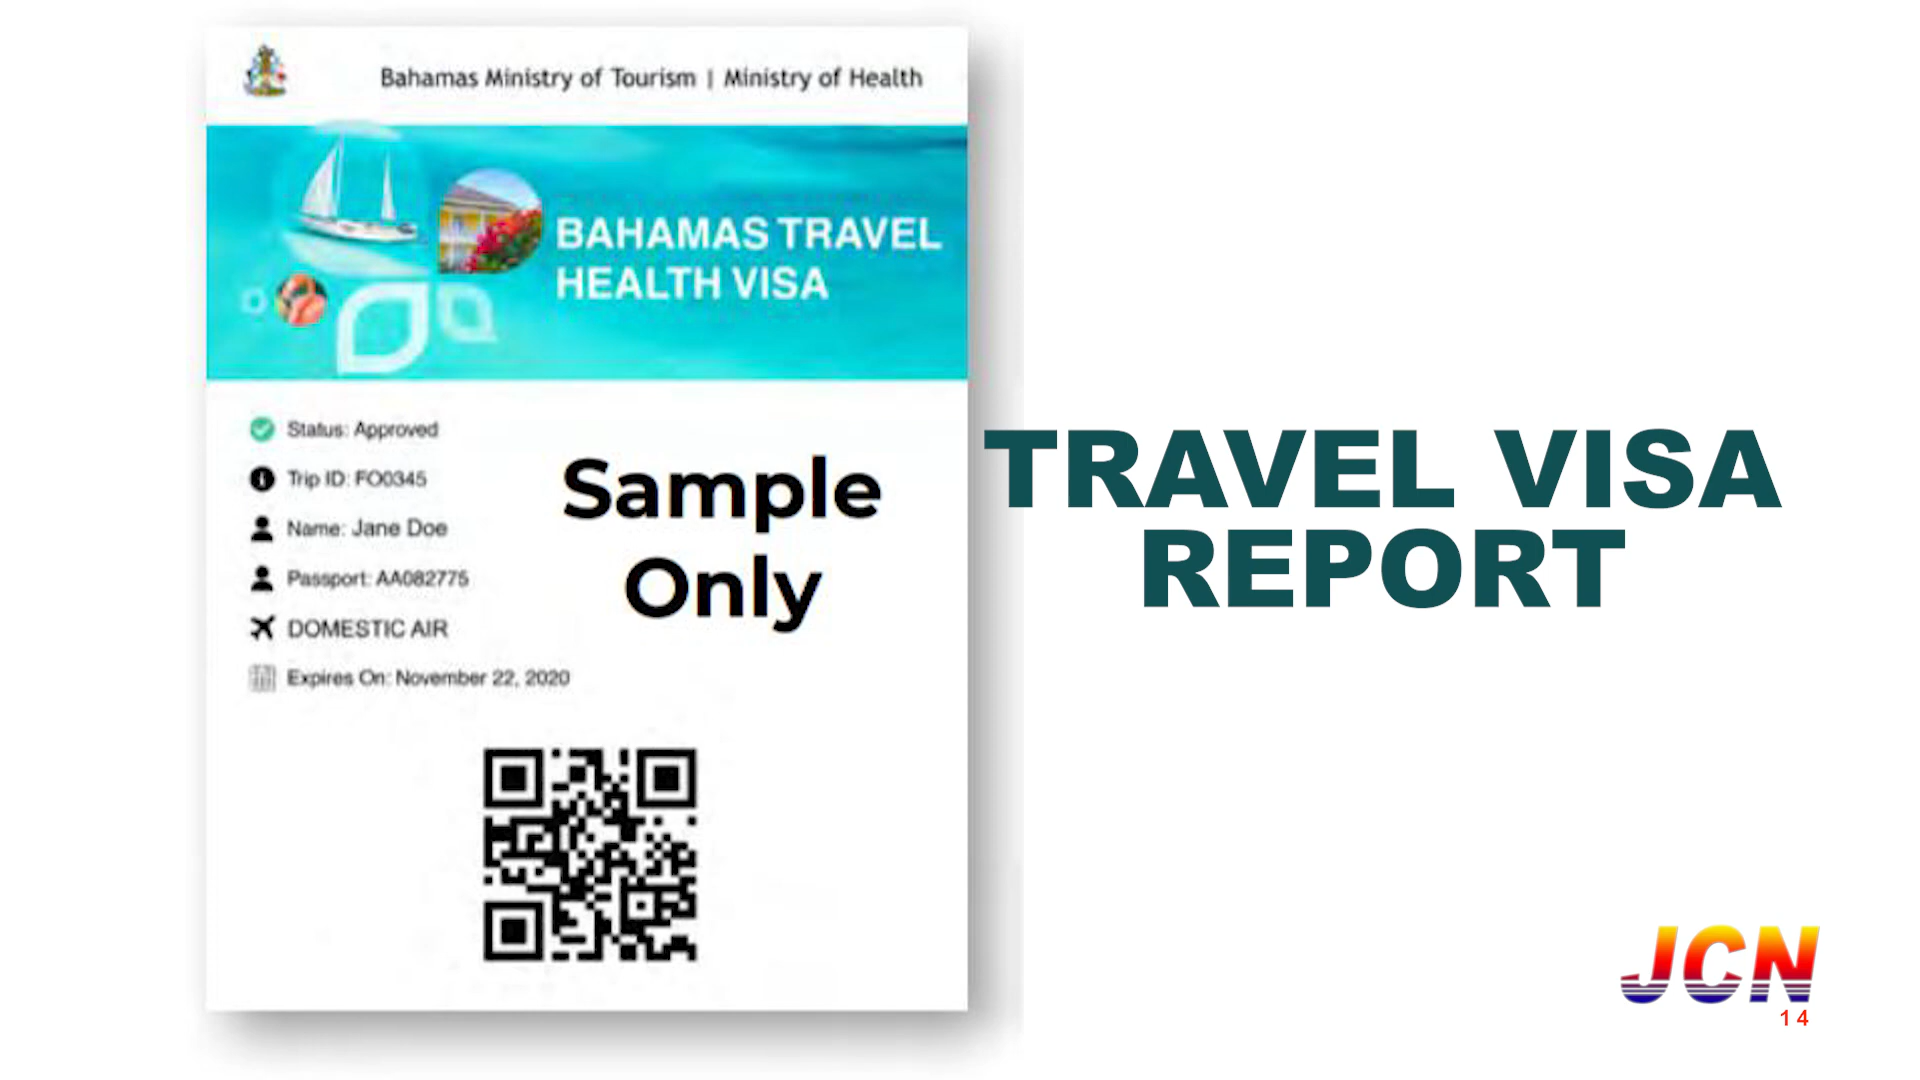 Bahamas Ministry of Tourism | Ministry of Health
BAHAMAS TRAVEL
HEALTH VISA
Status: Approved
Trip ID: FO0345
Name: Jane Doe
Passport: AA082775
DOMESTIC AIR
Expires On: November 22, 2020
Sample
Only
TRAVEL VISA
REPORT
JCN
14